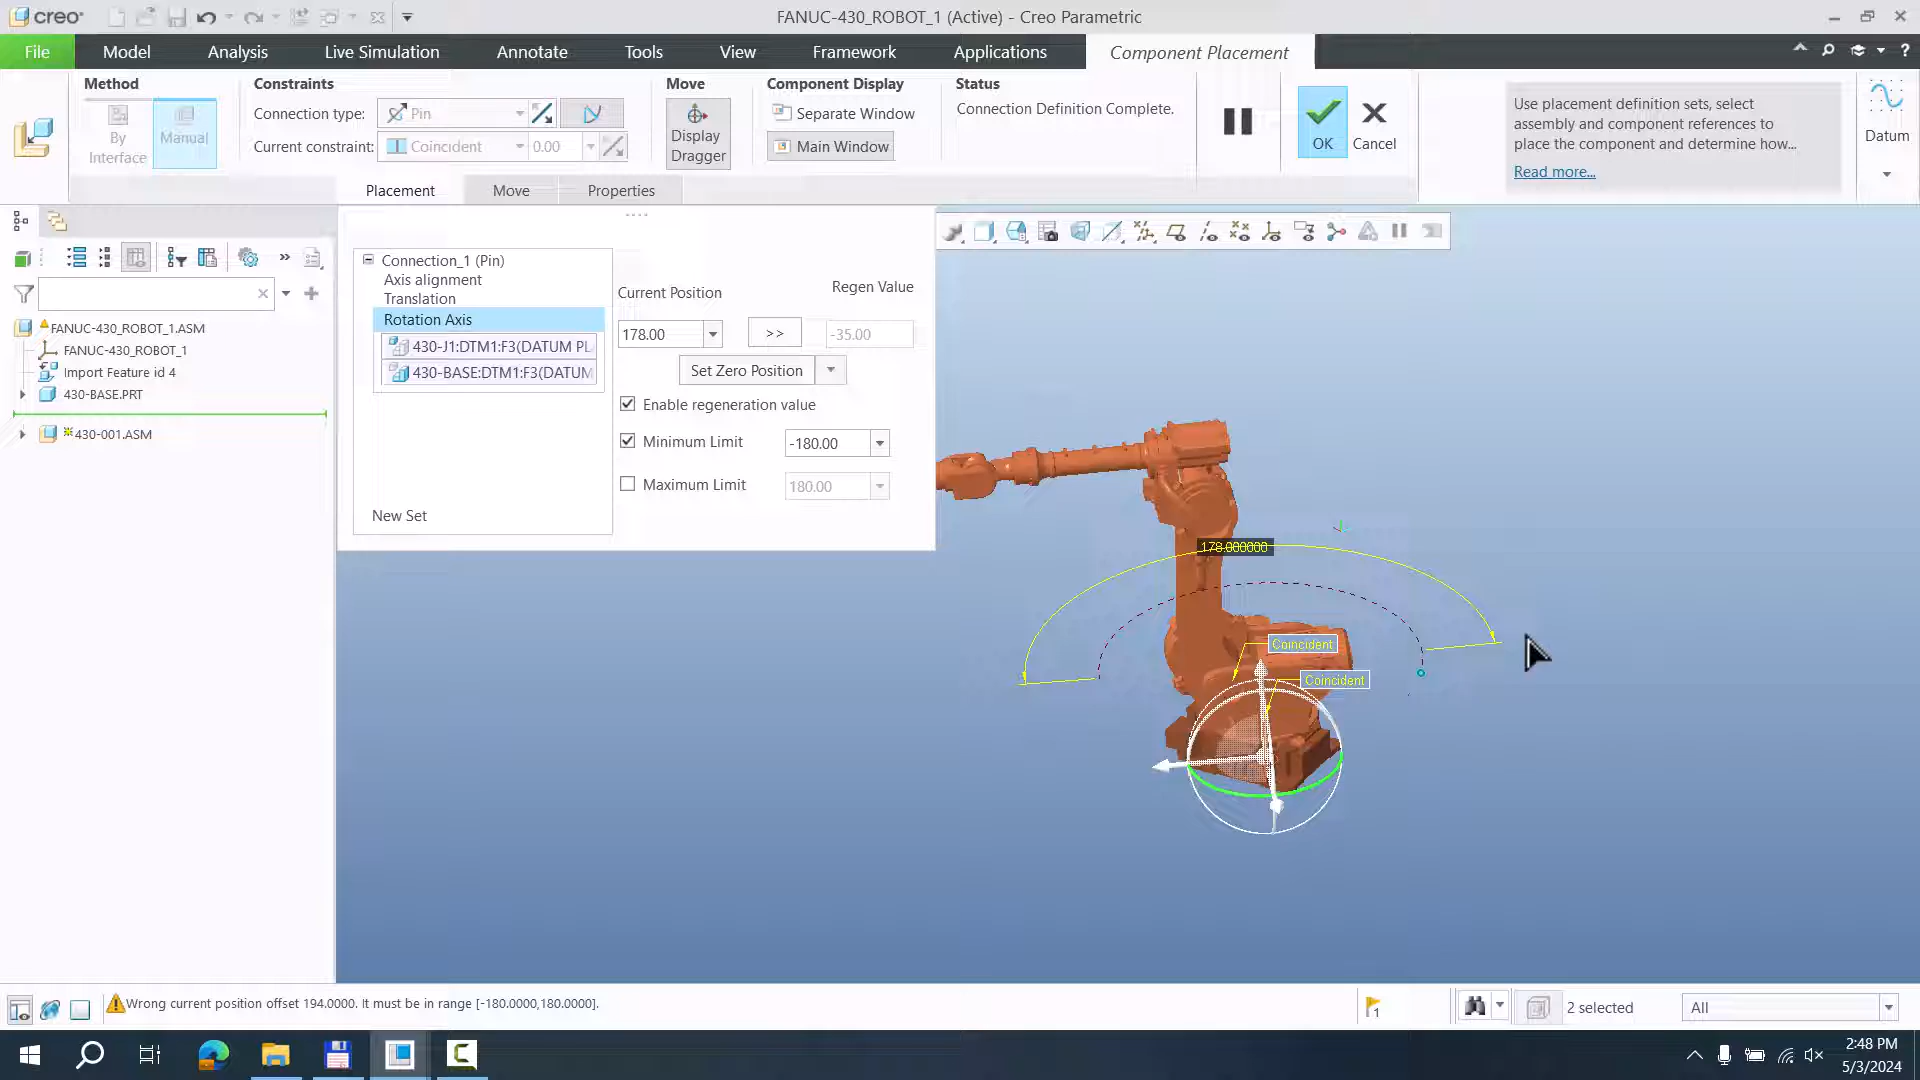 creo®
FANUC-430_ROBOT_1 (Active) - Creo Parametric
File
Model
Analysis
Live Simulation
Annotate
Tools
View
Framework
Applications
Component Placement
Method
By
Interface
Manual
Constraints
Connection type:
Pin
Current constraint:
Coincident
0.00
Move
Display
Dragger
Component Display
Separate Window
Main Window
Status
Connection Definition Complete.
OK
Cancel
Use placement definition sets, select
assembly and component references to
place the component and determine how...
Read more...
Datum
Placement
Move
Properties
FANUC-430_ROBOT_1.ASM
FANUC-430_ROBOT_1
Import Feature id 4
430-BASE.PRT
430-001.ASM
Connection_1 (Pin)
Axis alignment
Translation
Rotation Axis
430-J1:DTM1:F3(DATUM PL
430-BASE:DTM1:F3(DATUM
New Set
Current Position
Regen Value
178.00
>>
-35.00
Set Zero Position
Enable regeneration value
Minimum Limit
-180.00
Maximum Limit
180.00
178.000000
Coincident
Coincident
Wrong current position offset 194.0000. It must be in range [-180.0000,180.0000].
1
2 selected
All
2:48 PM
5/3/2024